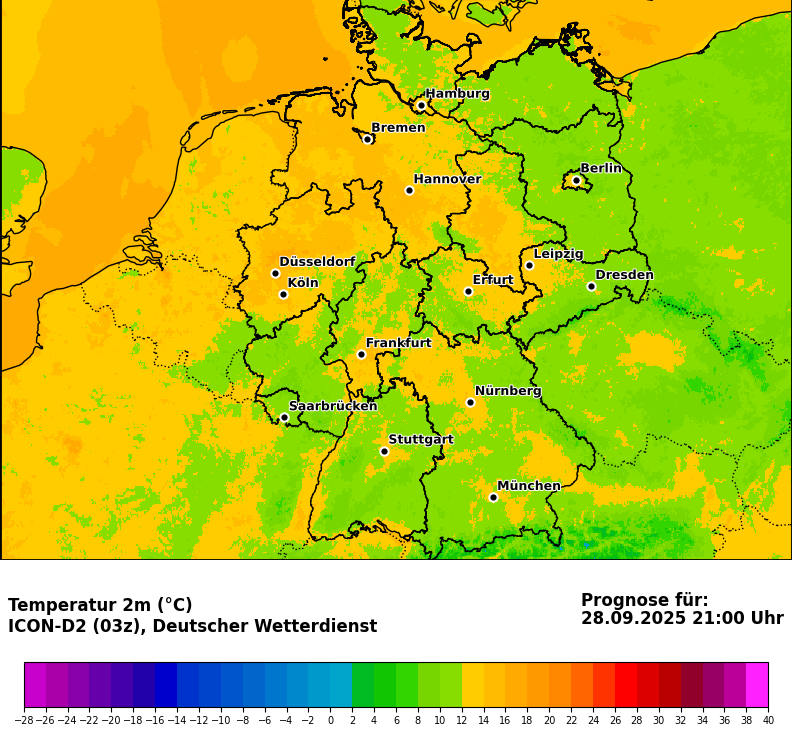 Hamburg
Bremen
Berlin
Hannover
Leipzig
Düsseldorf
Dresden
Köln
Erfurt
Frankfurt
Nürnberg
Saarbrücken
Stuttgart
München
Temperatur 2m (°C)
ICON-D2 (03z), Deutscher Wetterdienst
Prognose für:
28.09.2025 21:00 Uhr
−28 −26 −24 −22 −20 −18 −16 −14 −12 −10 −8 −6 −4 −2 0 2 4 6 8 10 12 14 16 18 20 22 24 26 28 30 32 34 36 38 40